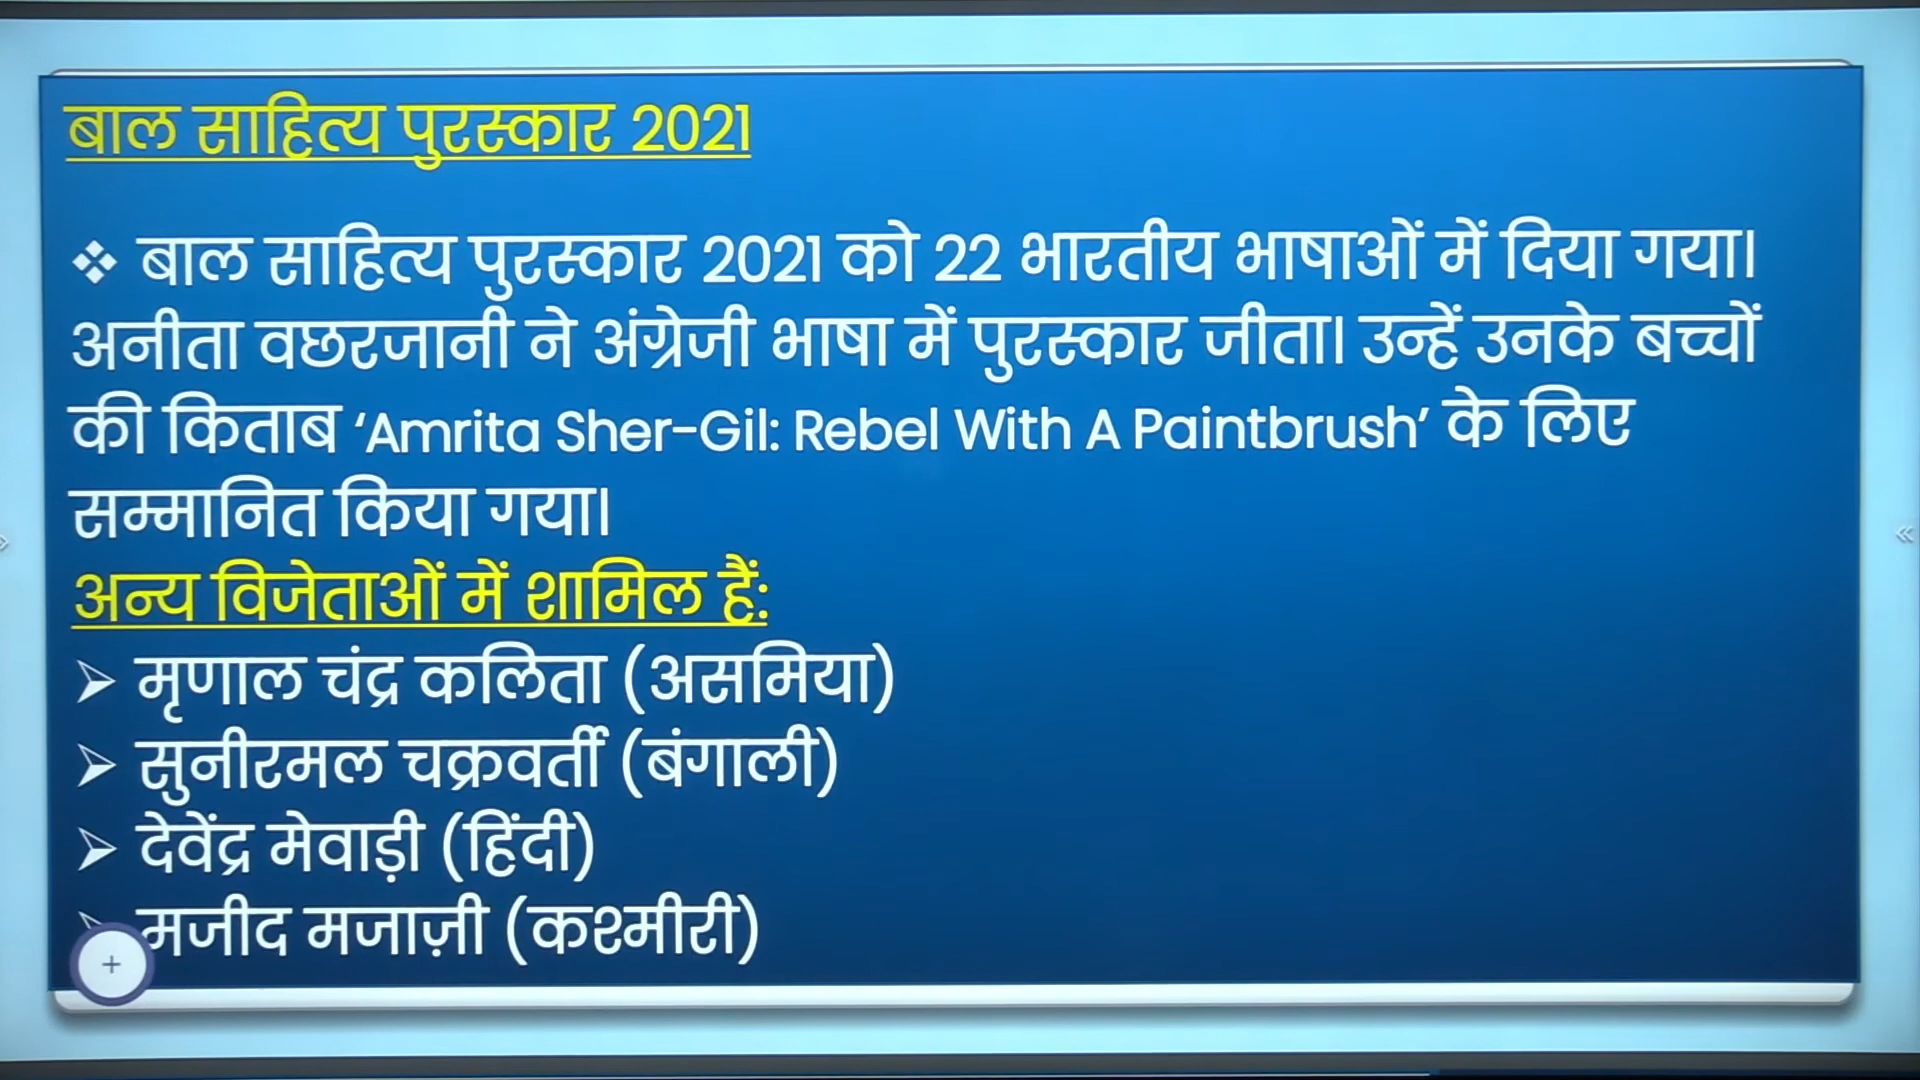 बाल साहित्य पुरस्कार 2021
❖ बाल साहित्य पुरस्कार 2021 को 22 भारतीय भाषाओं में दिया गया।
अनीता वछरजानी ने अंग्रेजी भाषा में पुरस्कार जीता। उन्हें उनके बच्चों
की किताब ‘Amrita Sher-Gil: Rebel With A Paintbrush’ के लिए
सम्मानित किया गया।
अन्य विजेताओं में शामिल हैं:
➢ मृणाल चंद्र कलिता (असमिया)
➢ सुनीरमल चक्रवर्ती (बंगाली)
➢ देवेंद्र मेवाड़ी (हिंदी)
➢ मजीद मजाज़ी (कश्मीरी)